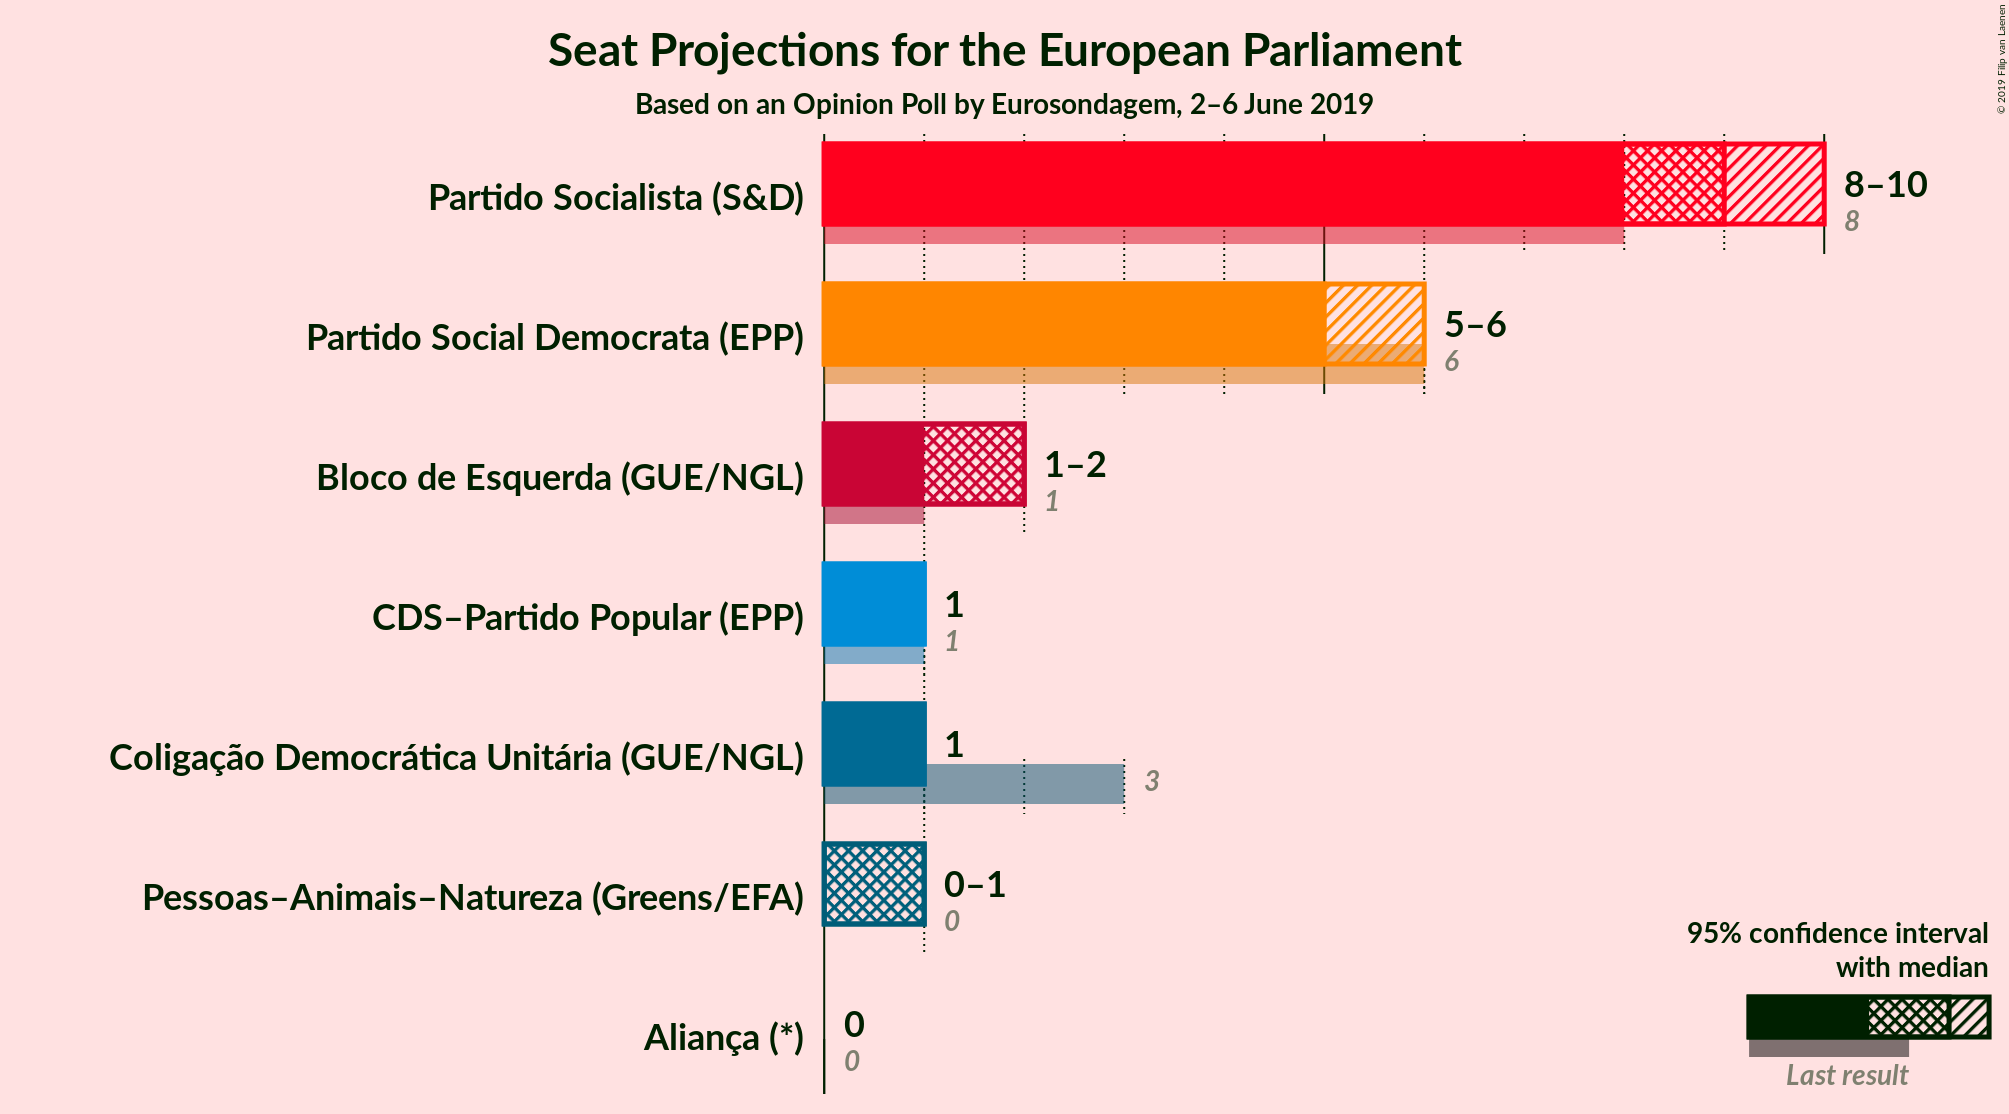 Seat Projections for the European Parliament
Based on an Opinion Poll by Eurosondagem, 2–6 June 2019
© 2019 Filip van Laenen
Partido Socialista (S&D)
8–10
8
Partido Social Democrata (EPP)
5–6
6
Bloco de Esquerda (GUE/NGL)
1–2
1
CDS–Partido Popular (EPP)
1
1
Coligação Democrática Unitária (GUE/NGL)
1
3
Pessoas–Animais–Natureza (Greens/EFA)
0–1
0
Aliança (*)
0
0
95% confidence interval
with median
Last result